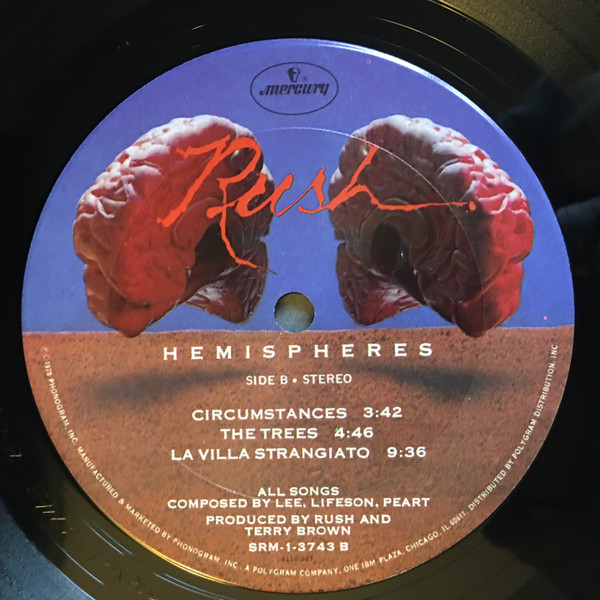 mercury
Rush
HEMISPHERES
SIDE B • STEREO
CIRCUMSTANCES 3:42
THE TREES 4:46
LA VILLA STRANGIATO 9:36
ALL SONGS
COMPOSED BY LEE, LIFESON, PEART
PRODUCED BY RUSH AND
TERRY BROWN
SRM-1-3743 B
1978 PHONOGRAM, INC. MANUFACTURED & MARKETED BY PHONOGRAM, INC. A POLYGRAM COMPANY, ONE IBM PLAZA, CHICAGO, IL 60611. DISTRIBUTED BY POLYGRAM DISTRIBUTION, INC